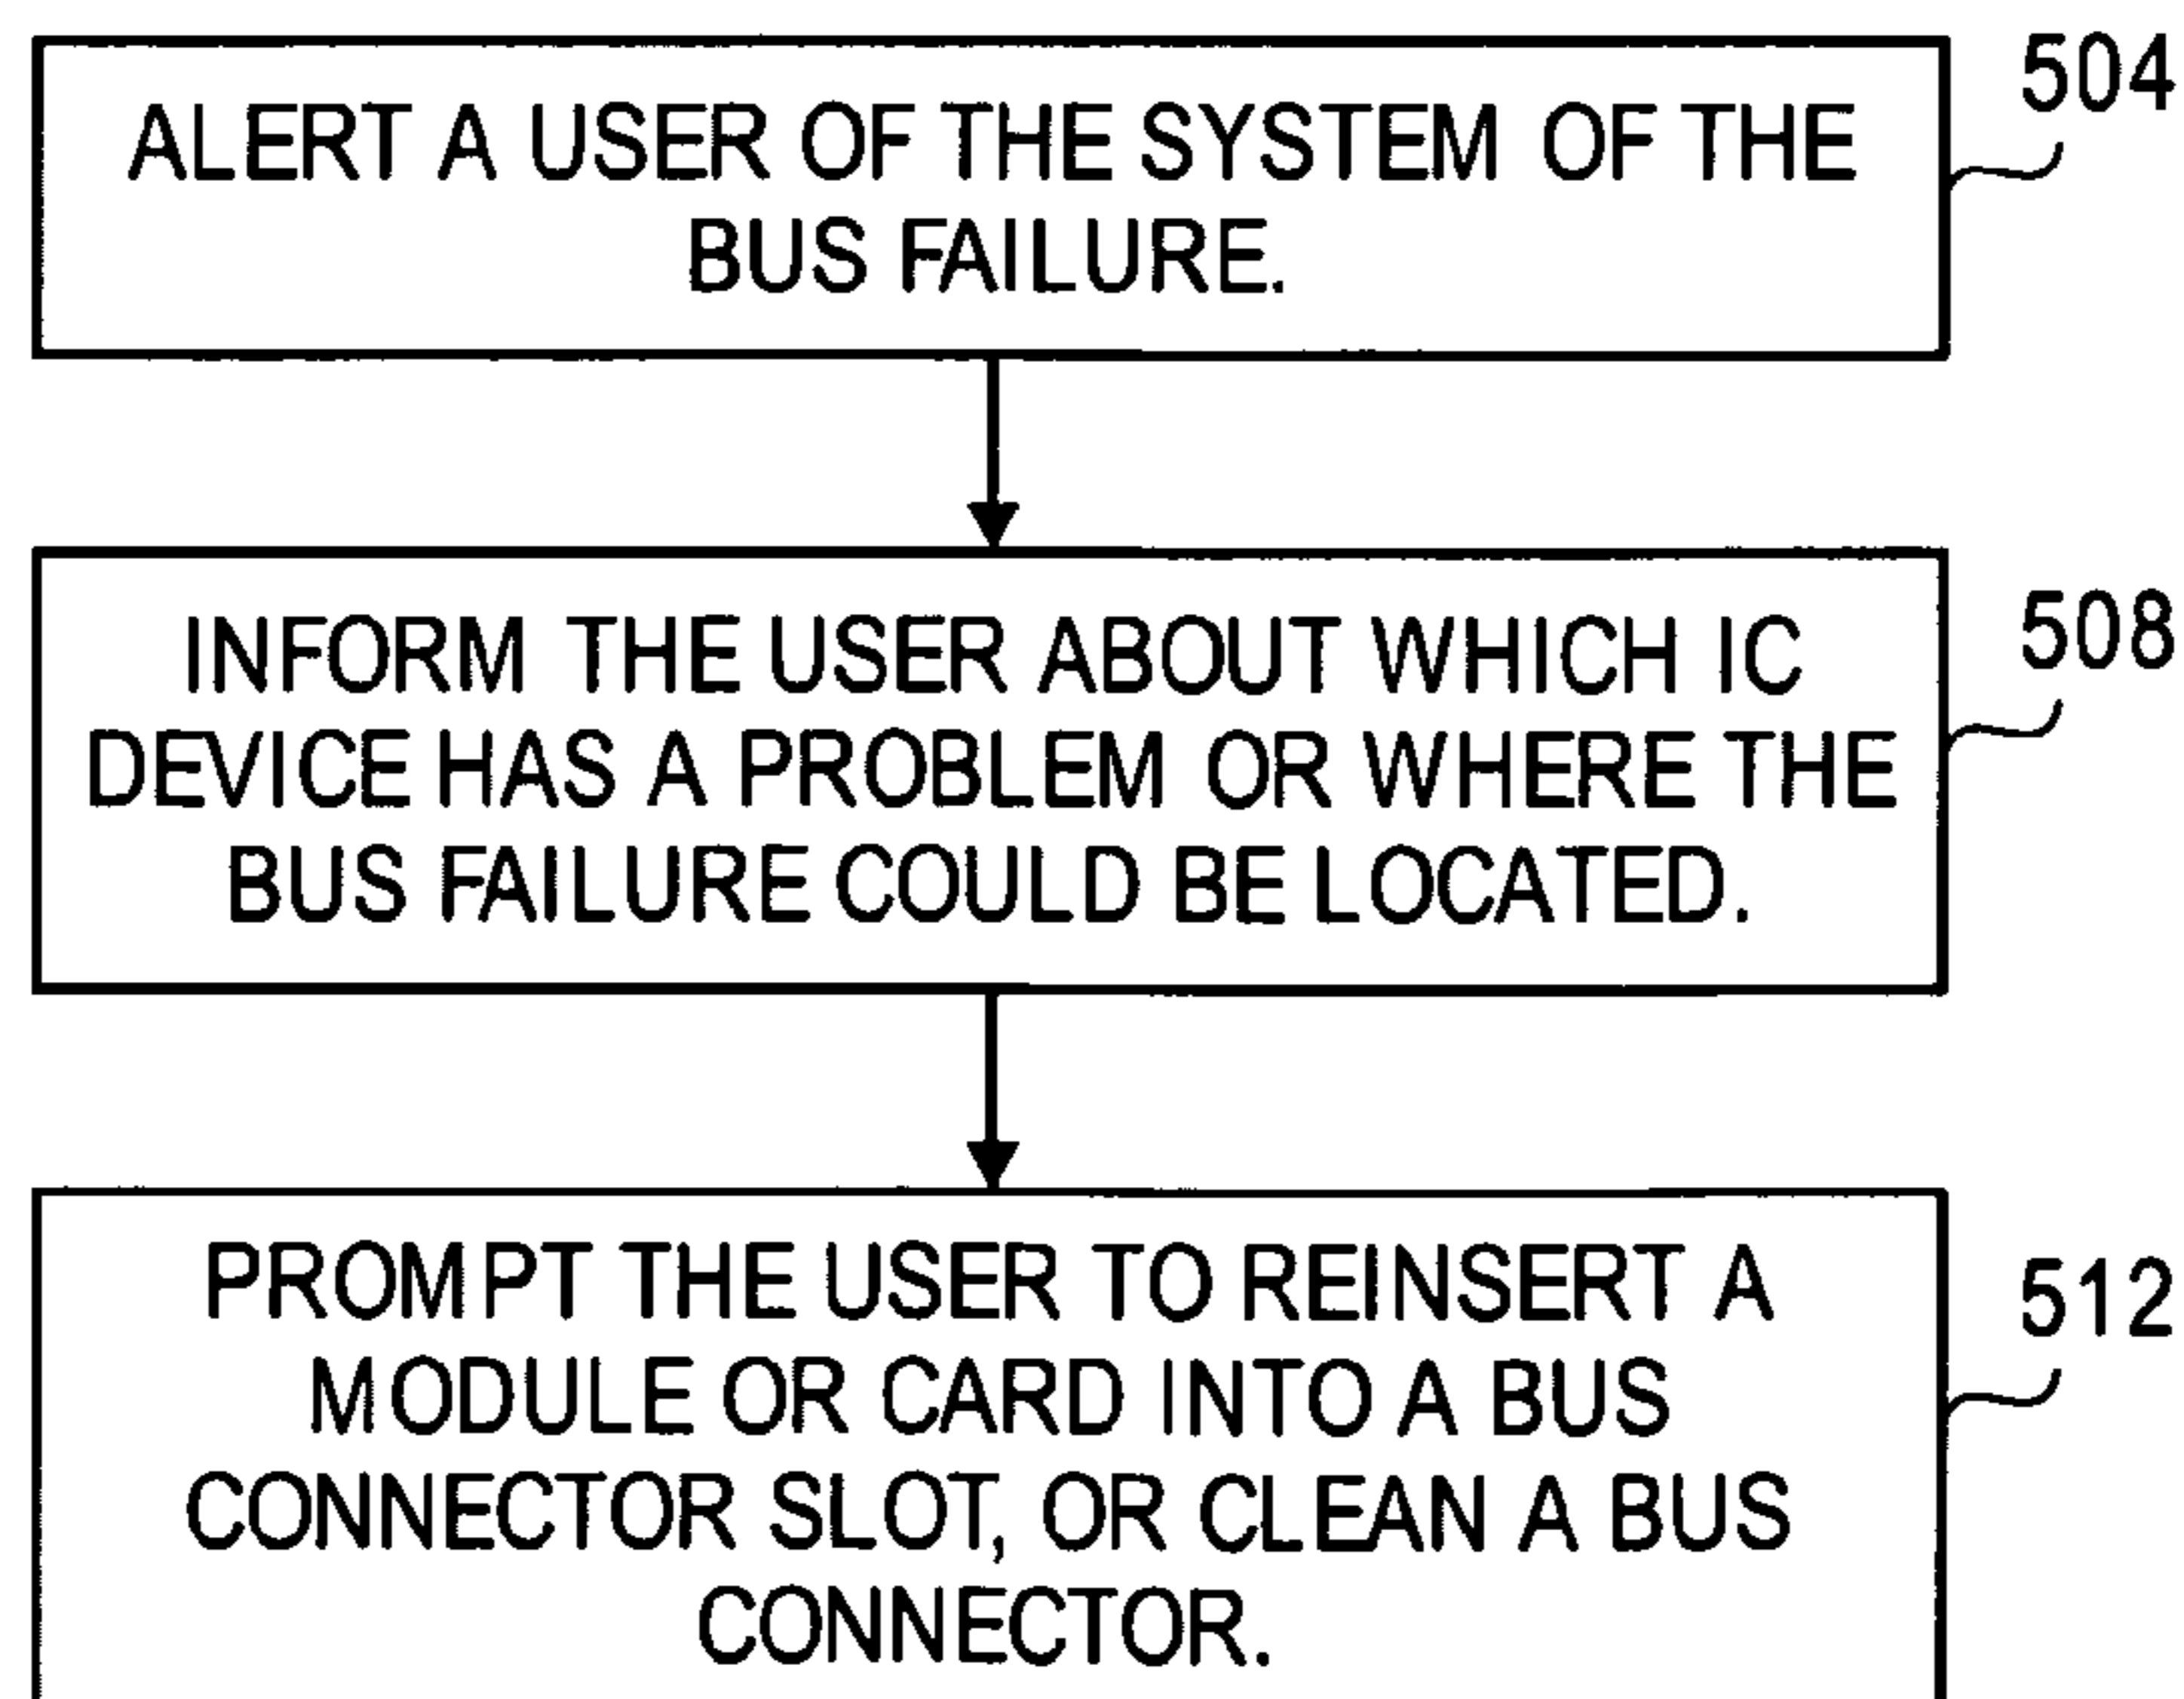 504
ALERT A USER OF THE SYSTEM OF THE
BUS FAILURE.
508
INFORM THE USER ABOUT WHICH IC
DEVICE HAS A PROBLEM OR WHERE THE
BUS FAILURE COULD BE LOCATED.
512
PROMPT THE USER TO REINSERT A
MODULE OR CARD INTO A BUS
CONNECTOR SLOT, OR CLEAN A BUS
CONNECTOR.